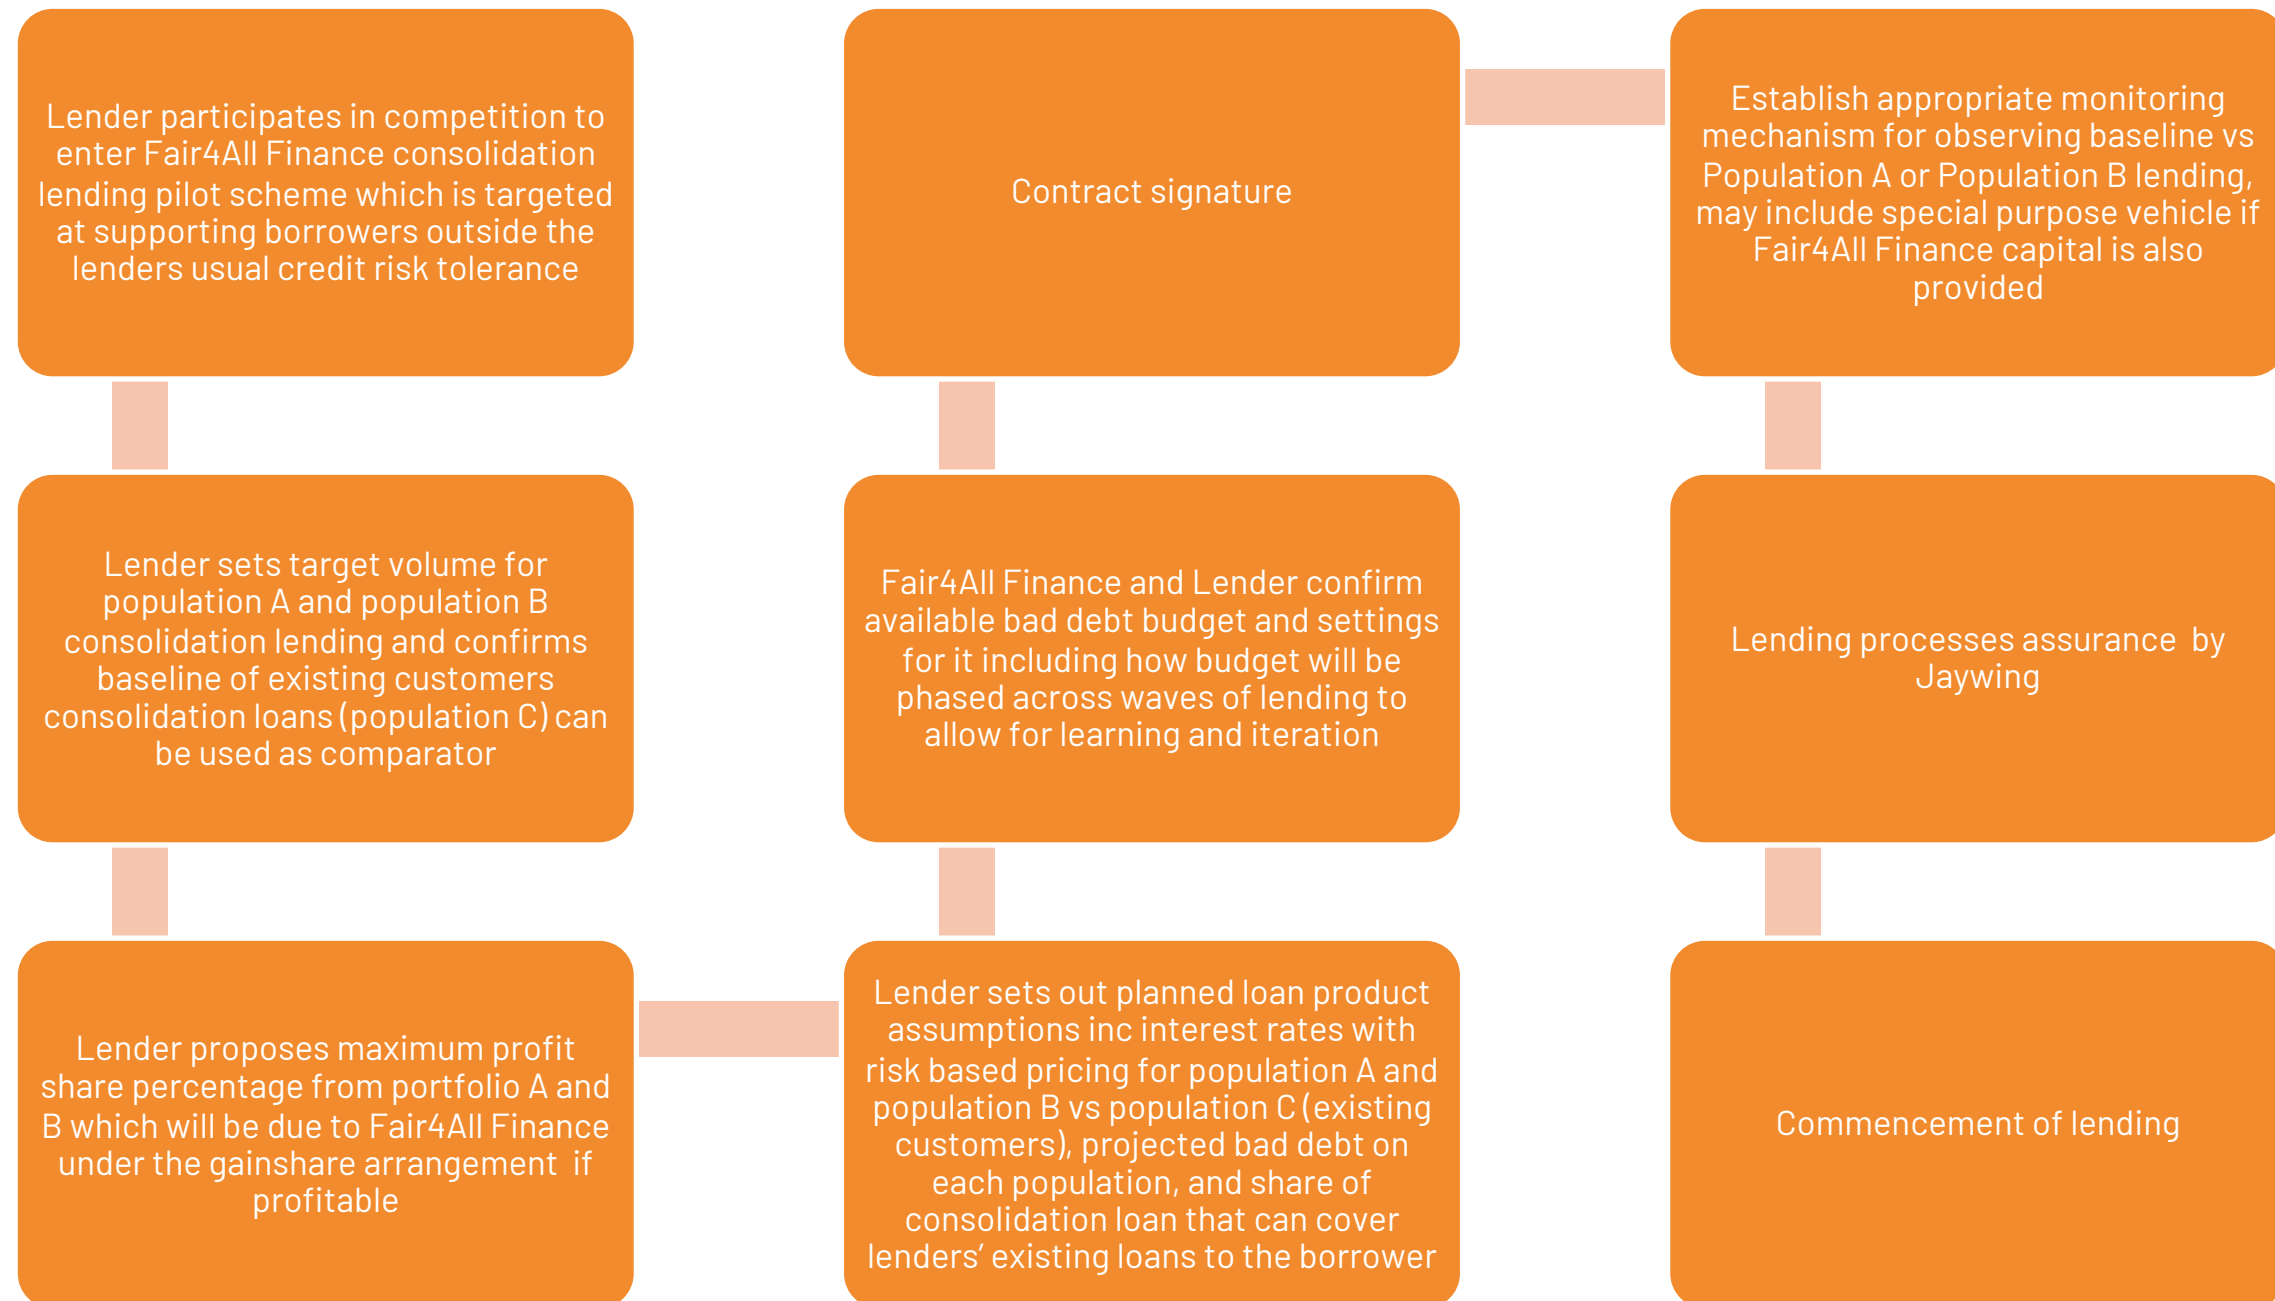 Lender participates in competition to
enter Fair4All Finance consolidation
lending pilot scheme which is targeted
at supporting borrowers outside the
lenders usual credit risk tolerance
Lender sets target volume for
population A and population B
consolidation lending and confirms
baseline of existing customers
consolidation loans (population C) can
be used as comparator
Lender proposes maximum profit
share percentage from portfolio A and
B which will be due to Fair4All Finance
under the gainshare arrangement if
profitable
Lender sets out planned loan product
assumptions inc interest rates with
risk based pricing for population A and
population B vs population C (existing
customers), projected bad debt on
each population, and share of
consolidation loan that can cover
lenders’ existing loans to the borrower
Fair4All Finance and Lender confirm
available bad debt budget and settings
for it including how budget will be
phased across waves of lending to
allow for learning and iteration
Contract signature
Establish appropriate monitoring
mechanism for observing baseline vs
Population A or Population B lending,
may include special purpose vehicle if
Fair4All Finance capital is also
provided
Lending processes assurance by
Jaywing
Commencement of lending